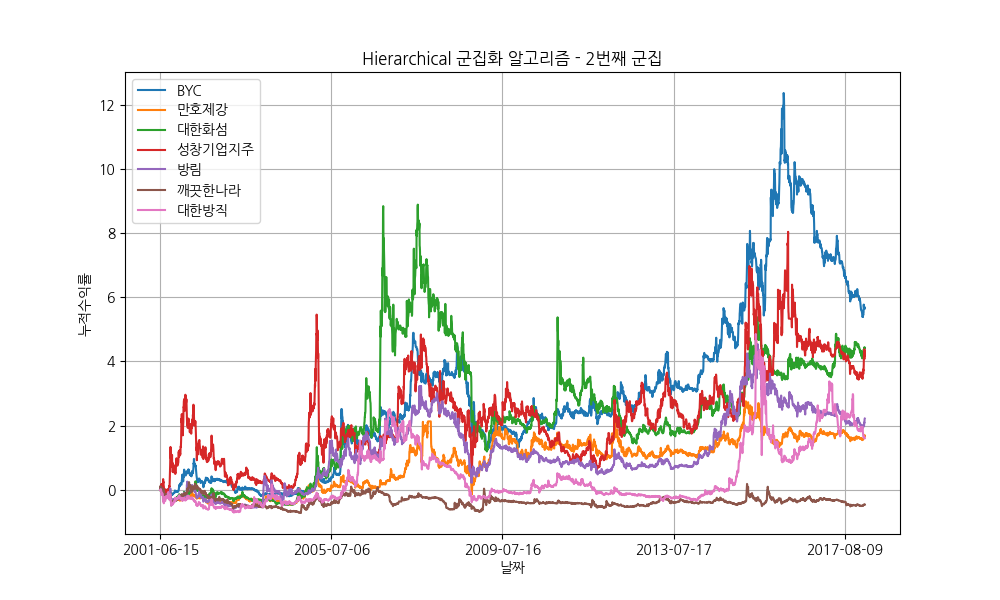 Hierarchical 군집화 알고리즘 - 2번째 군집
BYC
만호제강
대한화섬
성창기업지주
방림
깨끗한나라
대한방직
누적수익률
12
10
8
6
4
2
0
2001-06-15
2005-07-06
2009-07-16
2013-07-17
2017-08-09
날짜